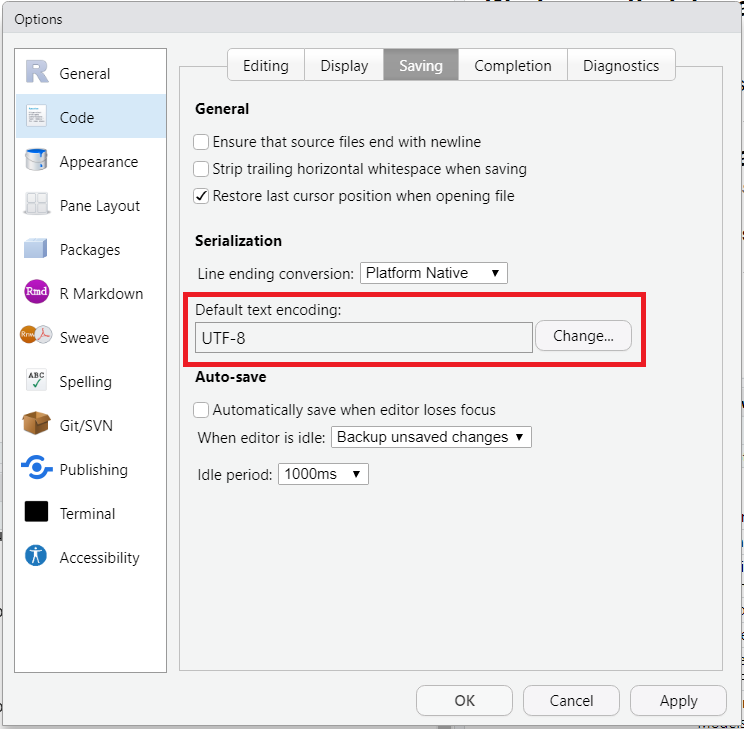 Options
General
Code
Appearance
Pane Layout
Packages
Rmd R Markdown
Sweave
ABC Spelling
Git/SVN
Publishing
Terminal
Accessibility
Editing Display Saving Completion Diagnostics
General
Ensure that source files end with newline
Strip trailing horizontal whitespace when saving
Restore last cursor position when opening file
Serialization
Line ending conversion: Platform Native
Default text encoding:
UTF-8 Change...
Auto-save
Automatically save when editor loses focus
When editor is idle: Backup unsaved changes
Idle period: 1000ms
OK Cancel Apply